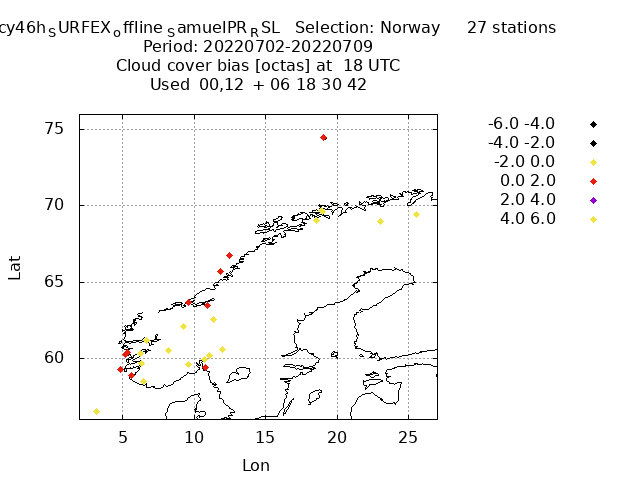 cy46hSURFEXoffline SamuelPRRSL Selection: Norway 27 stations
Period: 20220702-20220709
Cloud cover bias [octas] at 18 UTC
Used 00,12 + 06 18 30 42
75
70
65
60
5 10 15 20 25
Lat
Lon
-6.0 -4.0
-4.0 -2.0
-2.0 0.0
0.0 2.0
2.0 4.0
4.0 6.0